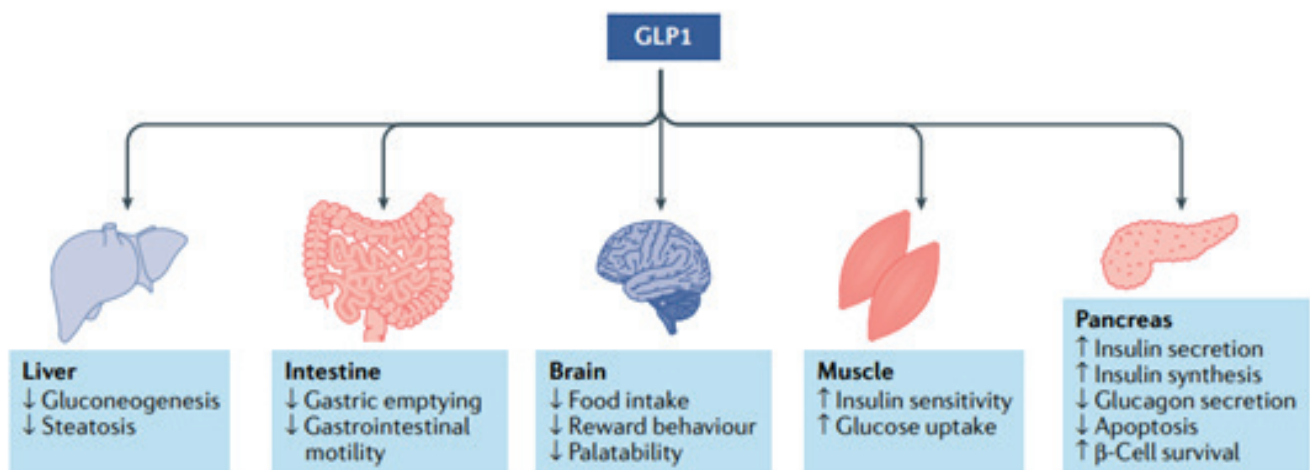 GLP1
Liver
↓ Gluconeogenesis
↓ Steatosis
Intestine
↓ Gastric emptying
↓ Gastrointestinal
motility
Brain
↓ Food intake
↓ Reward behaviour
↓ Palatability
Muscle
↑ Insulin sensitivity
↑ Glucose uptake
Pancreas
↑ Insulin secretion
↑ Insulin synthesis
↓ Glucagon secretion
↓ Apoptosis
↑ β-Cell survival